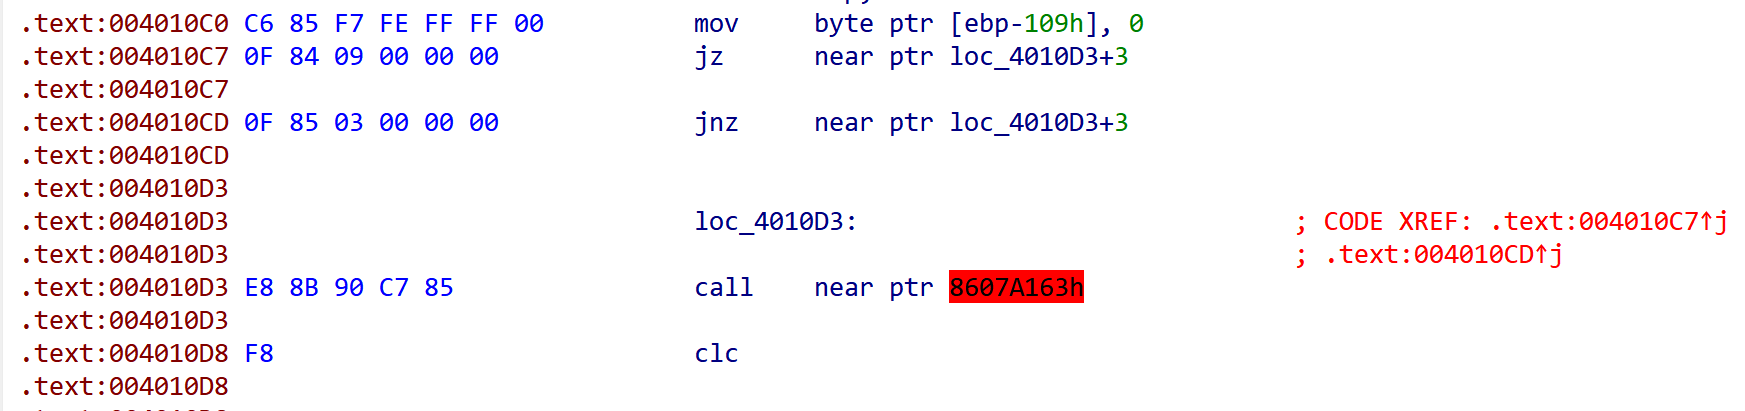 .text:004010C0 C6 85 F7 FE FF FF 00 mov byte ptr [ebp-109h], 0
.text:004010C7 0F 84 09 00 00 00 jz near ptr loc_4010D3+3
.text:004010C7
.text:004010CD 0F 85 03 00 00 00 jnz near ptr loc_4010D3+3
.text:004010CD
.text:004010D3
.text:004010D3 loc_4010D3: ; CODE XREF: .text:004010C7↑j
.text:004010D3 ; .text:004010CD↑j
.text:004010D3 E8 8B 90 C7 85 call near ptr 8607A163h
.text:004010D3
.text:004010D8 F8 clc
.text:004010D8